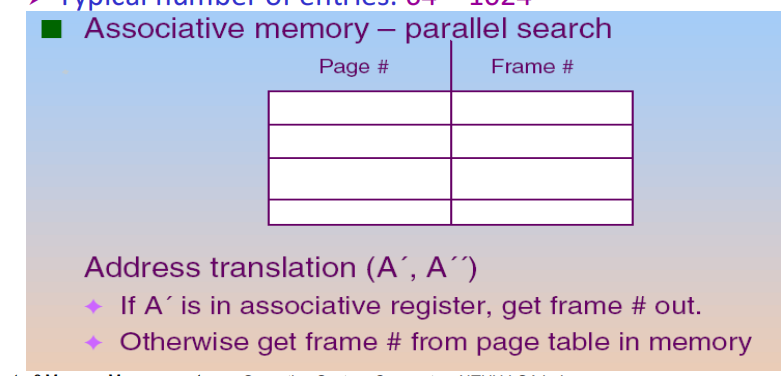 Typical number of entries: 64 – 1024
Associative memory – parallel search
Page # Frame #
Address translation (A´, A´´)
If A´ is in associative register, get frame # out.
Otherwise get frame # from page table in memory